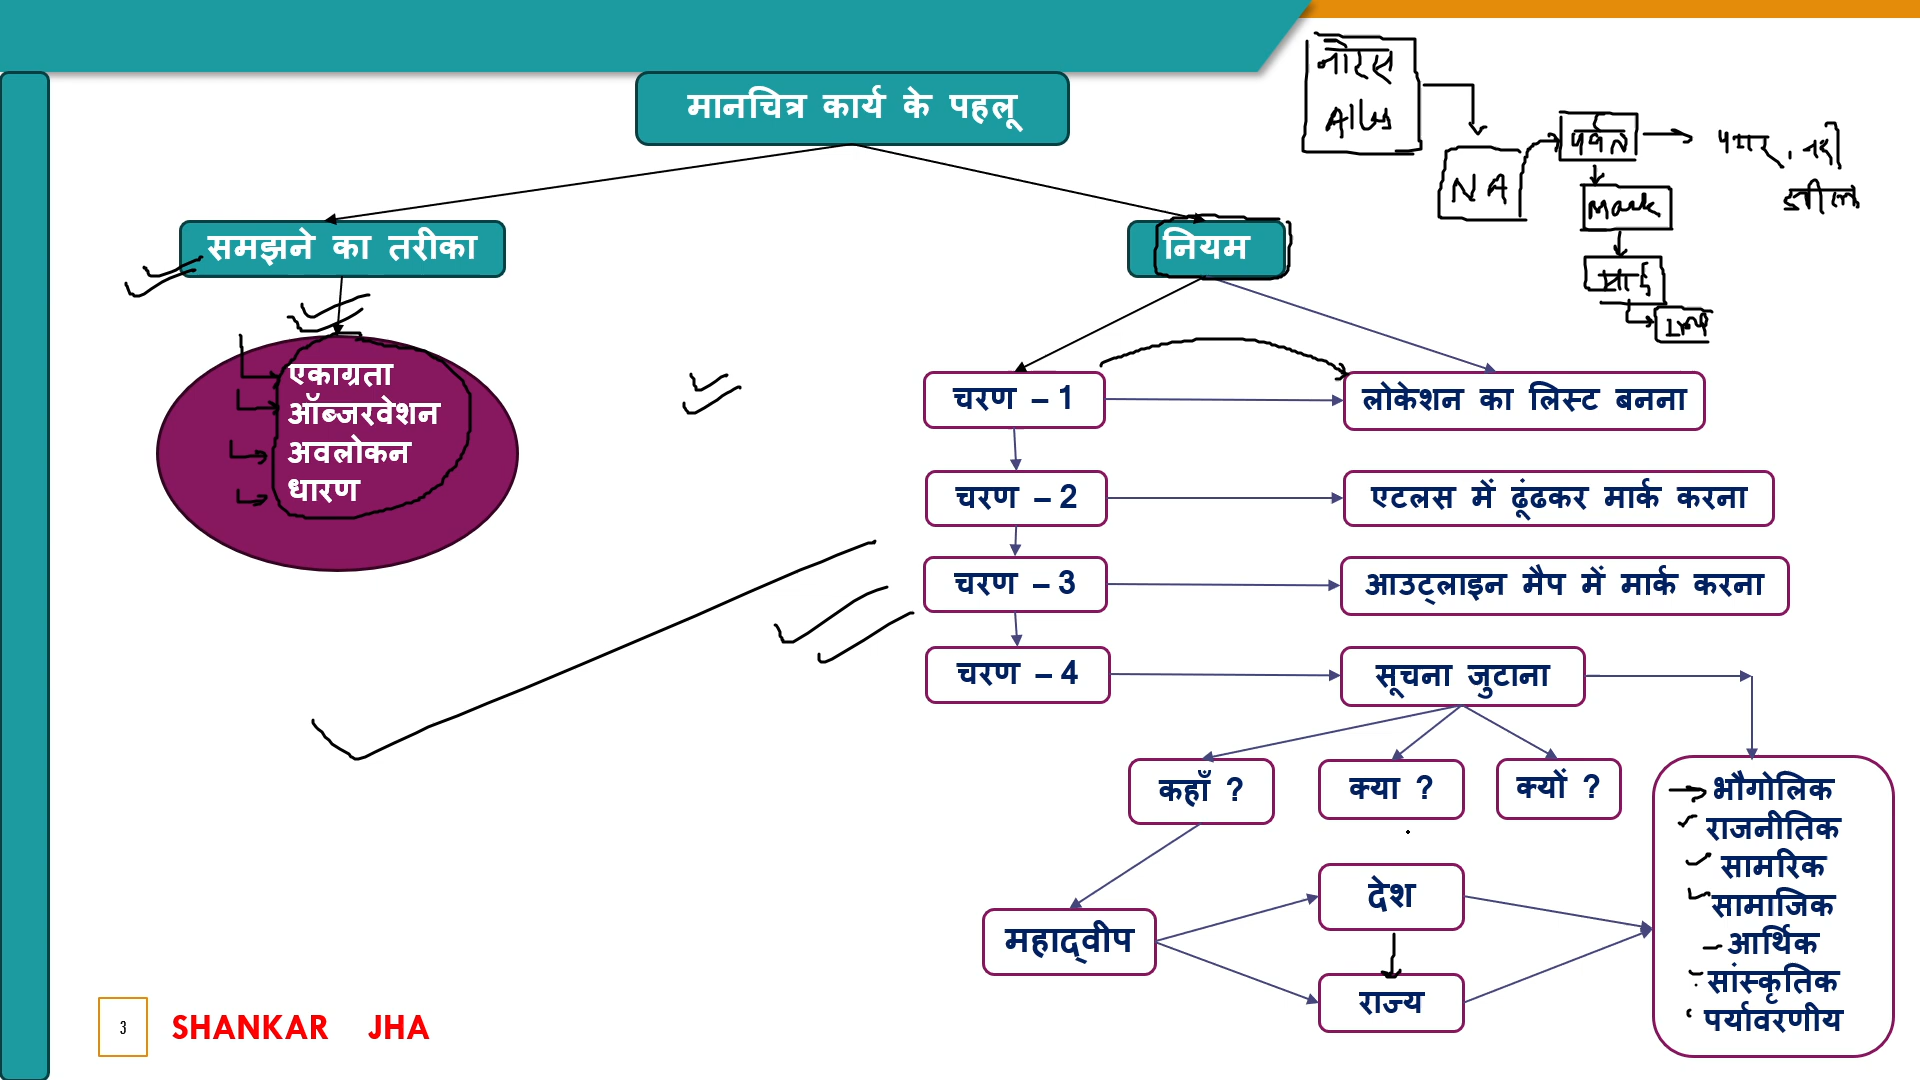 मानचित्र कार्य के पहलू
समझने का तरीका
नियम
एकाग्रता
ऑब्जरवेशन
अवलोकन
धारण
चरण – 1
लोकेशन का लिस्ट बनना
चरण – 2
एटलस में ढूंढकर मार्क करना
चरण – 3
आउट्लाइन मैप में मार्क करना
चरण – 4
सूचना जुटाना
कहाँ ?
क्या ?
क्यों ?
महाद्वीप
देश
राज्य
भौगोलिक
राजनीतिक
सामरिक
सामाजिक
आर्थिक
सांस्कृतिक
पर्यावरणीय
NA
Mark
3
SHANKAR JHA